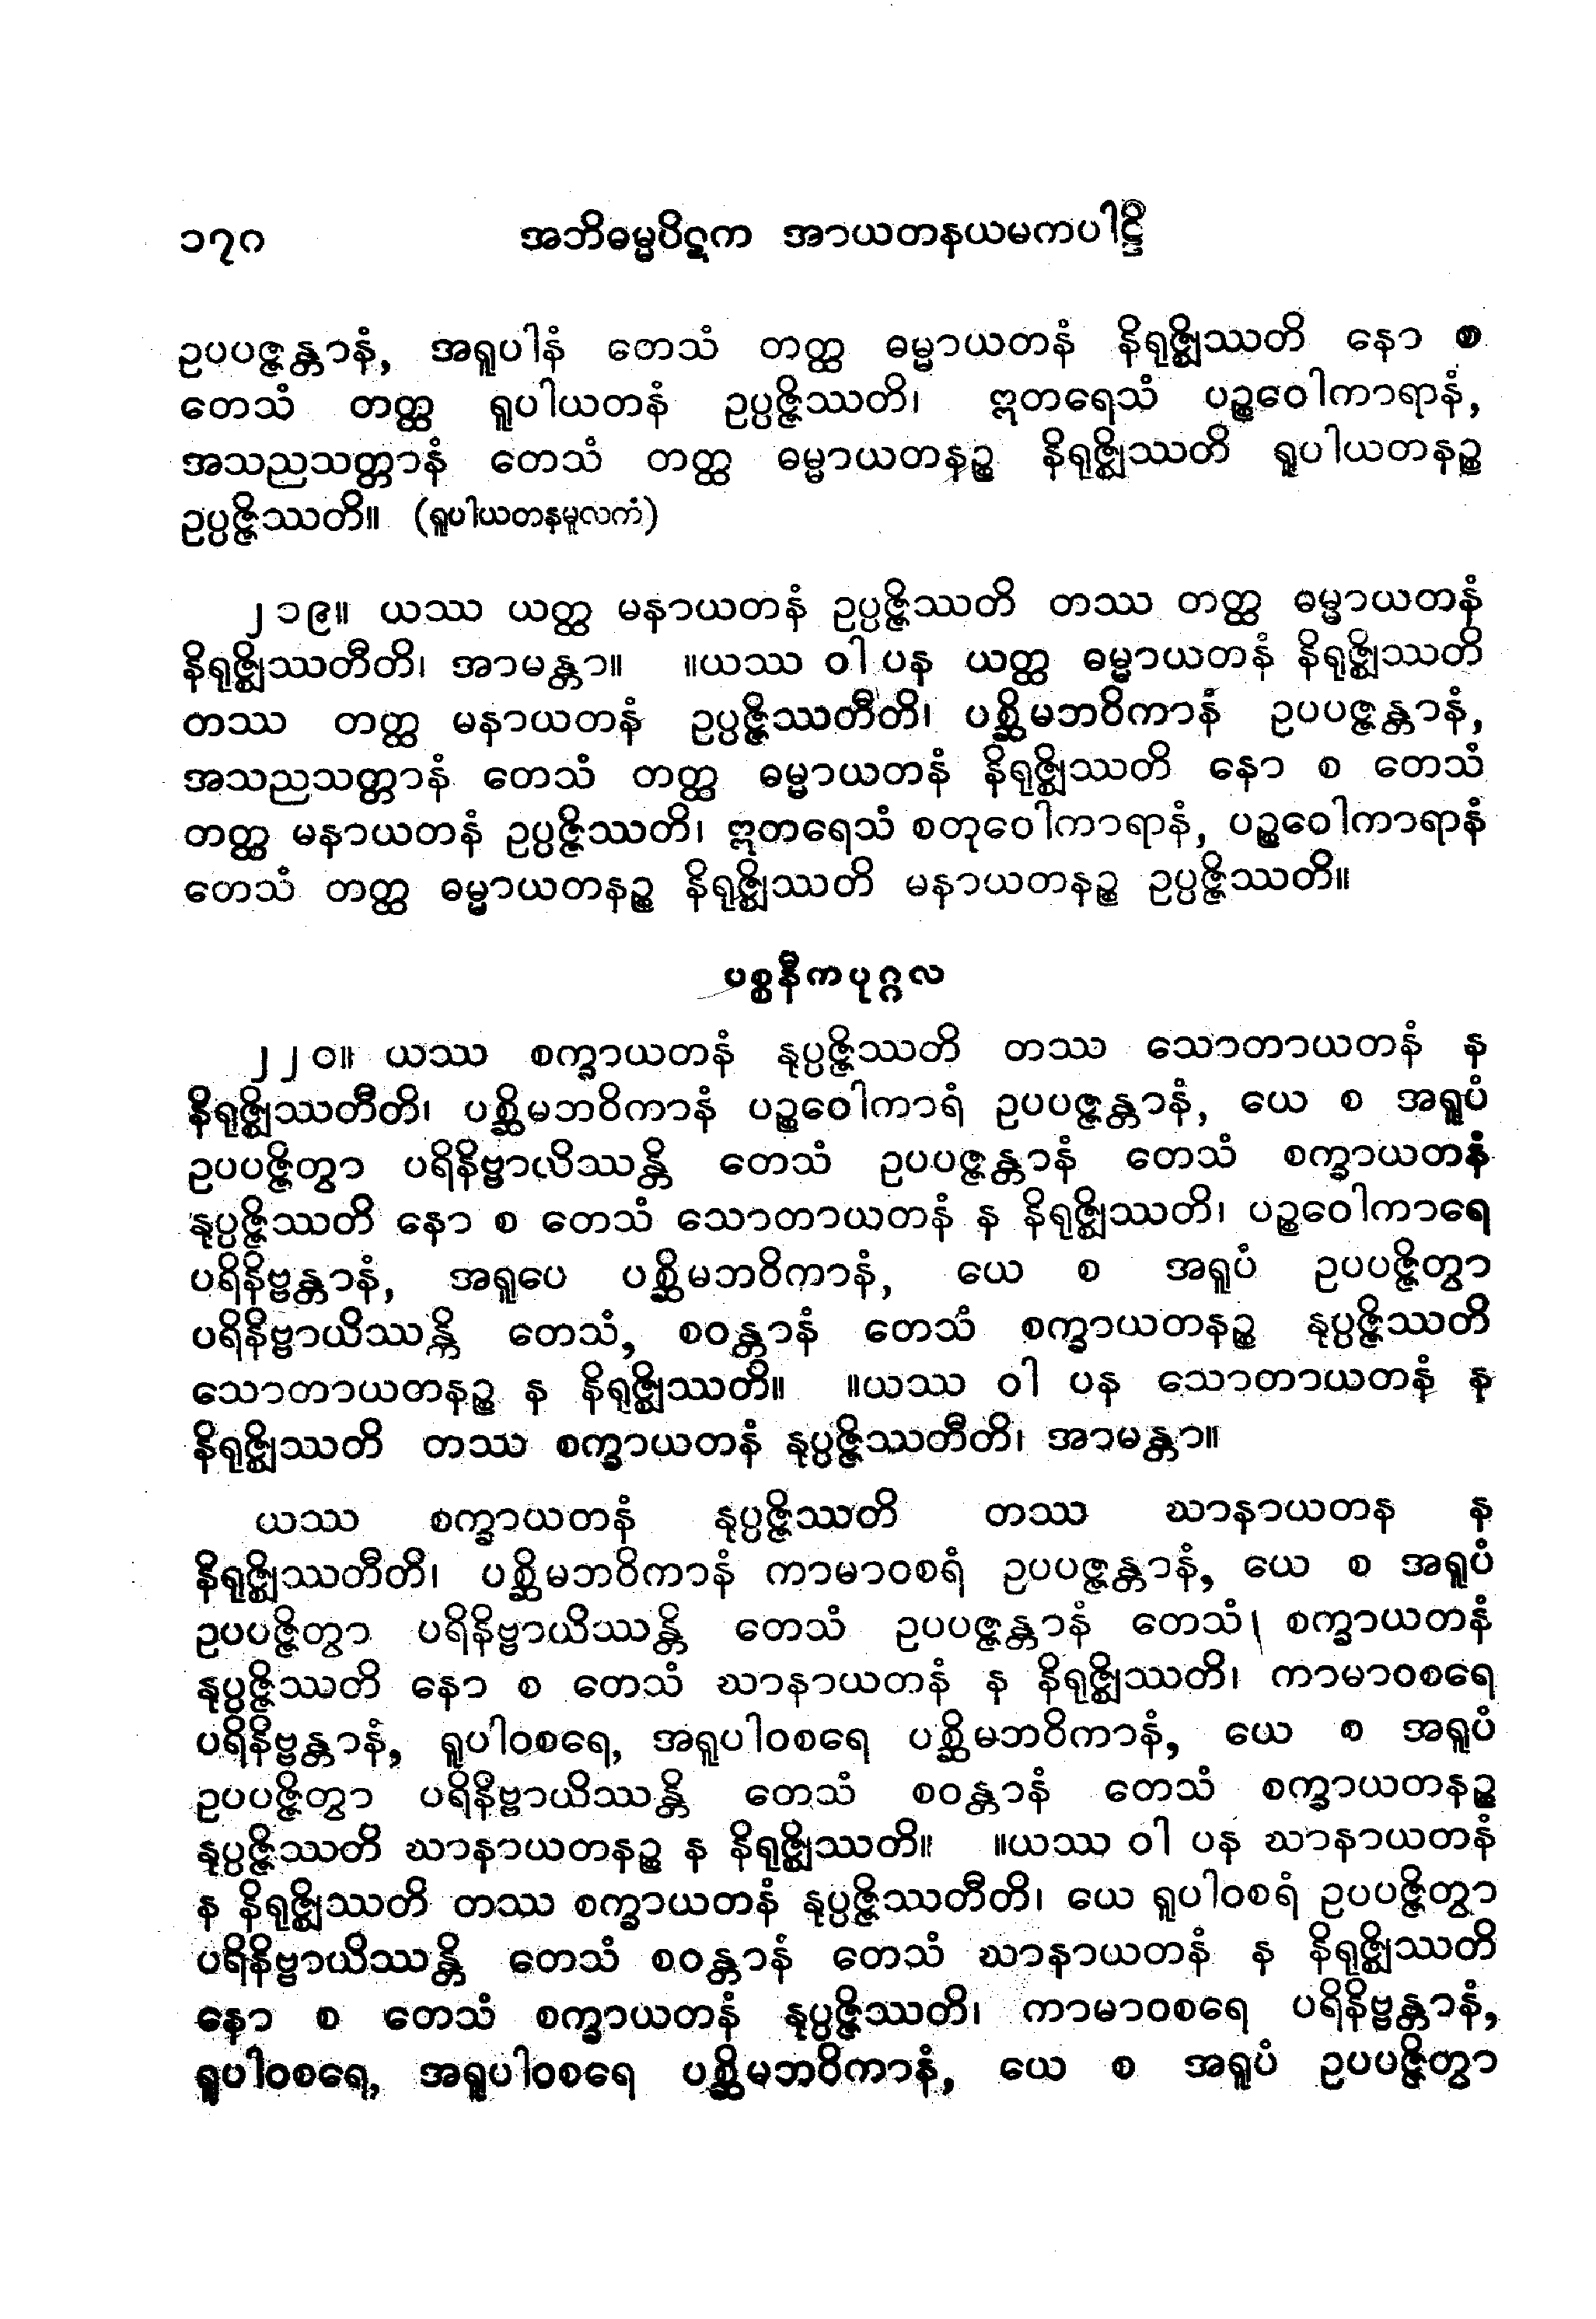 ၁၇၀ အဘိဓမ္မပိဋက အာယတနယမကပါဠိ
ဥပပဇ္ဇန္တာနံ, အရူပါနံ တေသံ တတ္ထ ဓမ္မာယတနံ နိရုဇ္ဈိဿတိ နော စ
တေသံ တတ္ထ ရူပါယတနံ ဥပ္ပဇ္ဇိဿတိ၊ ဣတရေသံ ပဉ္စဝေါကာရာနံ,
အသညသတ္တာနံ တေသံ တတ္ထ ဓမ္မာယတနဉ္စ နိရုဇ္ဈိဿတိ ရူပါယတနဉ္စ
ဥပ္ပဇ္ဇိဿတိ။ (ရူပါယတနမူလကံ)
၂၁၉။ ယဿ ယတ္ထ မနာယတနံ ဥပ္ပဇ္ဇိဿတိ တဿ တတ္ထ ဓမ္မာယတနံ
နိရုဇ္ဈိဿတီတိ၊ အာမန္တာ။ ။ယဿ ဝါ ပန ယတ္ထ ဓမ္မာယတနံ နိရုဇ္ဈိဿတိ
တဿ တတ္ထ မနာယတနံ ဥပ္ပဇ္ဇိဿတီတိ၊ ပစ္ဆိမဘဝိကာနံ ဥပပဇ္ဇန္တာနံ,
အသညသတ္တာနံ တေသံ တတ္ထ ဓမ္မာယတနံ နိရုဇ္ဈိဿတိ နော စ တေသံ
တတ္ထ မနာယတနံ ဥပ္ပဇ္ဇိဿတိ၊ ဣတရေသံ စတုဝေါကာရာနံ, ပဉ္စဝေါကာရာနံ
တေသံ တတ္ထ ဓမ္မာယတနဉ္စ နိရုဇ္ဈိဿတိ မနာယတနဉ္စ ဥပ္ပဇ္ဇိဿတိ။
ပစ္စနီကပုဂ္ဂလ
၂၂၀။ ယဿ စက္ခာယတနံ နုပ္ပဇ္ဇိဿတိ တဿ သောတာယတနံ န
နိရုဇ္ဈိဿတီတိ၊ ပစ္ဆိမဘဝိကာနံ ပဉ္စဝေါကာရံ ဥပပဇ္ဇန္တာနံ, ယေ စ အရူပံ
ဥပပဇ္ဇိတွာ ပရိနိဗ္ဗာယိဿန္တိ တေသံ ဥပပဇ္ဇန္တာနံ တေသံ စက္ခာယတနံ
နုပ္ပဇ္ဇိဿတိ နော စ တေသံ သောတာယတနံ န နိရုဇ္ဈိဿတိ၊ ပဉ္စဝေါကာရေ
ပရိနိဗ္ဗန္တာနံ, အရူပေ ပစ္ဆိမဘဝိကာနံ, ယေ စ အရူပံ ဥပပဇ္ဇိတွာ
ပရိနိဗ္ဗာယိဿန္တိ တေသံ, စဝန္တာနံ တေသံ စက္ခာယတနဉ္စ နုပ္ပဇ္ဇိဿတိ
သောတာယတနဉ္စ န နိရုဇ္ဈိဿတိ။ ။ယဿ ဝါ ပန သောတာယတနံ န
နိရုဇ္ဈိဿတိ တဿ စက္ခာယတနံ နုပ္ပဇ္ဇိဿတီတိ၊ အာမန္တာ။
ယဿ စက္ခာယတနံ နုပ္ပဇ္ဇိဿတိ တဿ ဃာနာယတန န
နိရုဇ္ဈိဿတီတိ၊ ပစ္ဆိမဘဝိကာနံ ကာမာဝစရံ ဥပပဇ္ဇန္တာနံ, ယေ စ အရူပံ
ဥပပဇ္ဇိတွာ ပရိနိဗ္ဗာယိဿန္တိ တေသံ ဥပပဇ္ဇန္တာနံ တေသံ စက္ခာယတနံ
နုပ္ပဇ္ဇိဿတိ နော စ တေသံ ဃာနာယတနံ န နိရုဇ္ဈိဿတိ၊ ကာမာဝစရေ
ပရိနိဗ္ဗန္တာနံ, ရူပါဝစရေ, အရူပါဝစရေ ပစ္ဆိမဘဝိကာနံ, ယေ စ အရူပံ
ဥပပဇ္ဇိတွာ ပရိနိဗ္ဗာယိဿန္တိ တေသံ စဝန္တာနံ တေသံ စက္ခာယတနဉ္စ
နုပ္ပဇ္ဇိဿတိ ဃာနာယတနဉ္စ န နိရုဇ္ဈိဿတိ။ ။ယဿ ဝါ ပန ဃာနာယတနံ
န နိရုဇ္ဈိဿတိ တဿ စက္ခာယတနံ နုပ္ပဇ္ဇိဿတီတိ၊ ယေ ရူပါဝစရံ ဥပပဇ္ဇိတွာ
ပရိနိဗ္ဗာယိဿန္တိ တေသံ စဝန္တာနံ တေသံ ဃာနာယတနံ န နိရုဇ္ဈိဿတိ
နော စ တေသံ စက္ခာယတနံ နုပ္ပဇ္ဇိဿတိ၊ ကာမာဝစရေ ပရိနိဗ္ဗန္တာနံ,
ရူပါဝစရေ, အရူပါဝစရေ ပစ္ဆိမဘဝိကာနံ, ယေ စ အရူပံ ဥပပဇ္ဇိတွာ